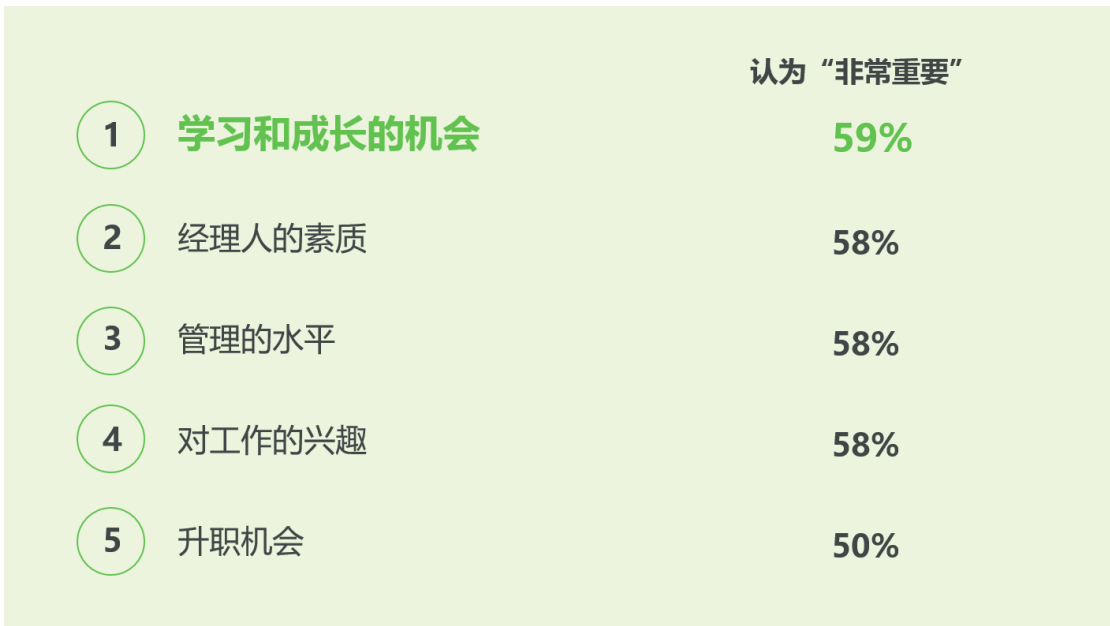 认为“非常重要”
1 学习和成长的机会 59%
2 经理人的素质 58%
3 管理的水平 58%
4 对工作的兴趣 58%
5 升职机会 50%